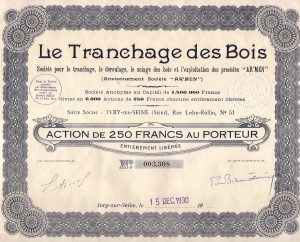 Le Tranchage des Bois
Société pour le tranchage, le déroulage, le sciage des bois et l'exploitation des procédés "AR'MEN"
(Anciennement Société "AR'MEN")
Société Anonyme au Capital de 1.500.000 Francs
divisé en 6.000 Actions de 250 Francs chacune entièrement libérées
Siège Social : IVRY-sur-SEINE (Seine), Rue Ledru-Rollin, N° 51
ACTION DE 250 FRANCS AU PORTEUR
ENTIÈREMENT LIBÉRÉE
N° 003,308
Ivry-sur-Seine, le 15 DEC 1930 19